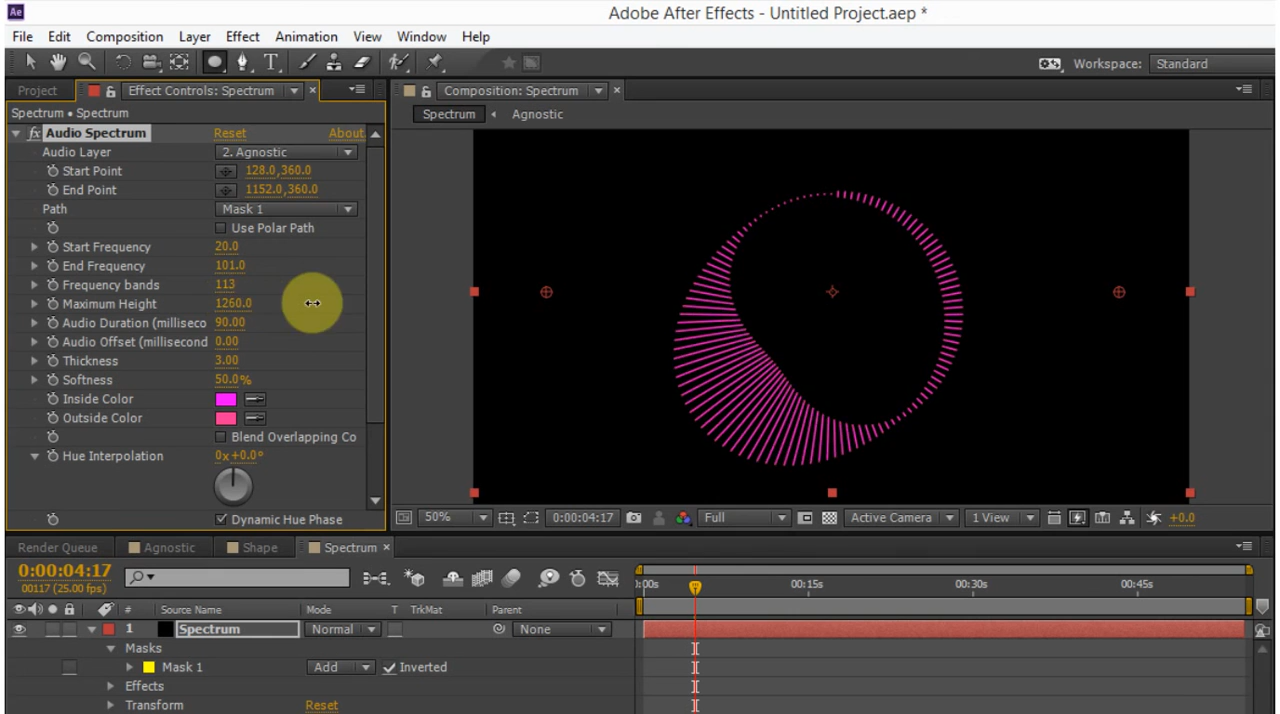 Ae
Adobe After Effects - Untitled Project.aep *
File Edit Composition Layer Effect Animation View Window Help
T
Workspace: Standard
Project Effect Controls: Spectrum ×
Composition: Spectrum ×
Spectrum • Spectrum
Spectrum Agnostic
fx Audio Spectrum Reset About
Audio Layer 2. Agnostic
Start Point 128.0,360.0
End Point 1152.0,360.0
Path Mask 1
Use Polar Path
Start Frequency 20.0
End Frequency 101.0
Frequency bands 113
Maximum Height 1260.0
Audio Duration (milliseco 90.00
Audio Offset (millisecond 0.00
Thickness 3.00
Softness 50.0%
Inside Color
Outside Color
Blend Overlapping Co
Hue Interpolation 0x+0.0°
Dynamic Hue Phase
50% 0:00:04:17 Full Active Camera 1 View +0.0
Render Queue Agnostic Shape Spectrum ×
0:00:04:17
00117 (25.00 fps)
:00s 00:15s 00:30s 00:45s
# Source Name Mode T TrkMat Parent
1 Spectrum Normal None
Masks
Mask 1 Add Inverted
Effects
Transform Reset